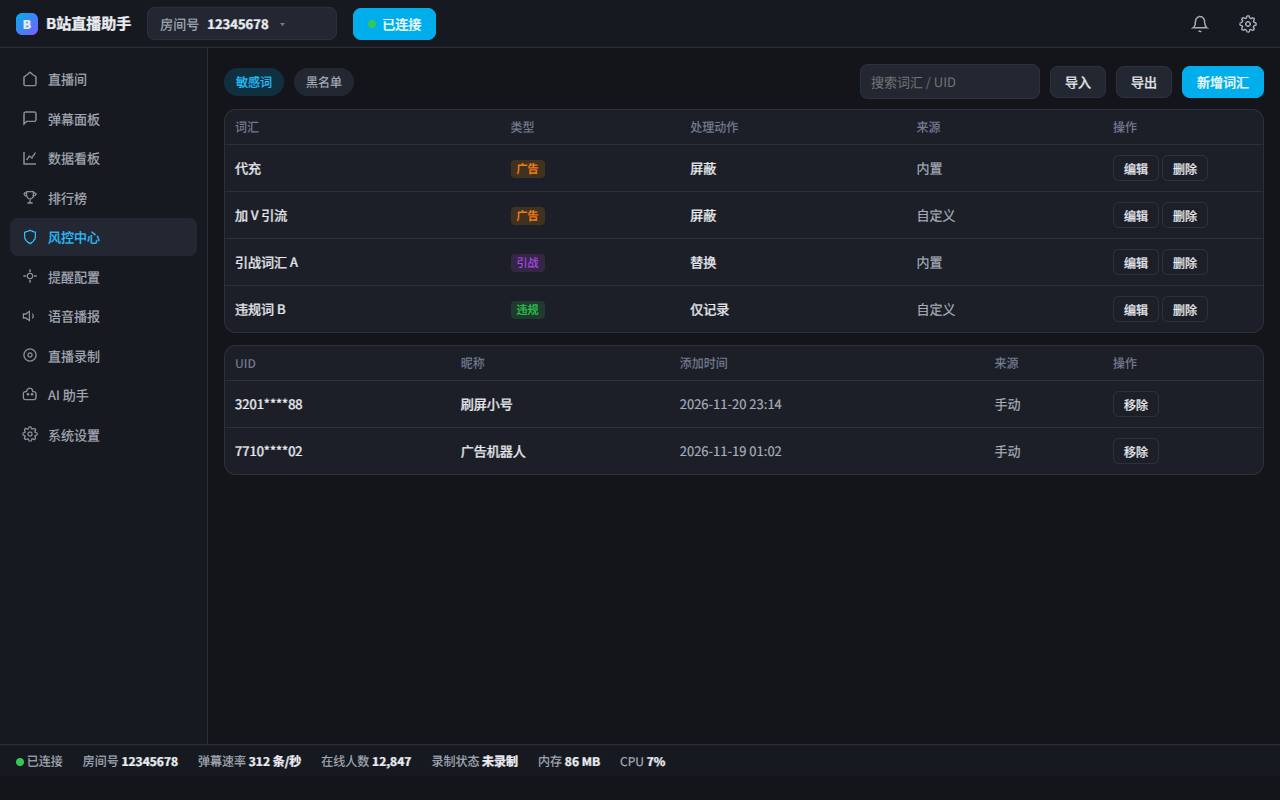 B B站直播助手 房间号 12345678 已连接
直播间
弹幕面板
数据看板
排行榜
风控中心
提醒配置
语音播报
直播录制
AI 助手
系统设置
敏感词 黑名单 搜索词汇 / UID 导入 导出 新增词汇
词汇 类型 处理动作 来源 操作
代充 广告 屏蔽 内置 编辑 删除
加 V 引流 广告 屏蔽 自定义 编辑 删除
引战词汇 A 引战 替换 内置 编辑 删除
违规词 B 违规 仅记录 自定义 编辑 删除
UID 昵称 添加时间 来源 操作
3201****88 刷屏小号 2026-11-20 23:14 手动 移除
7710****02 广告机器人 2026-11-19 01:02 手动 移除
已连接 房间号 12345678 弹幕速率 312 条/秒 在线人数 12,847 录制状态 未录制 内存 86 MB CPU 7%